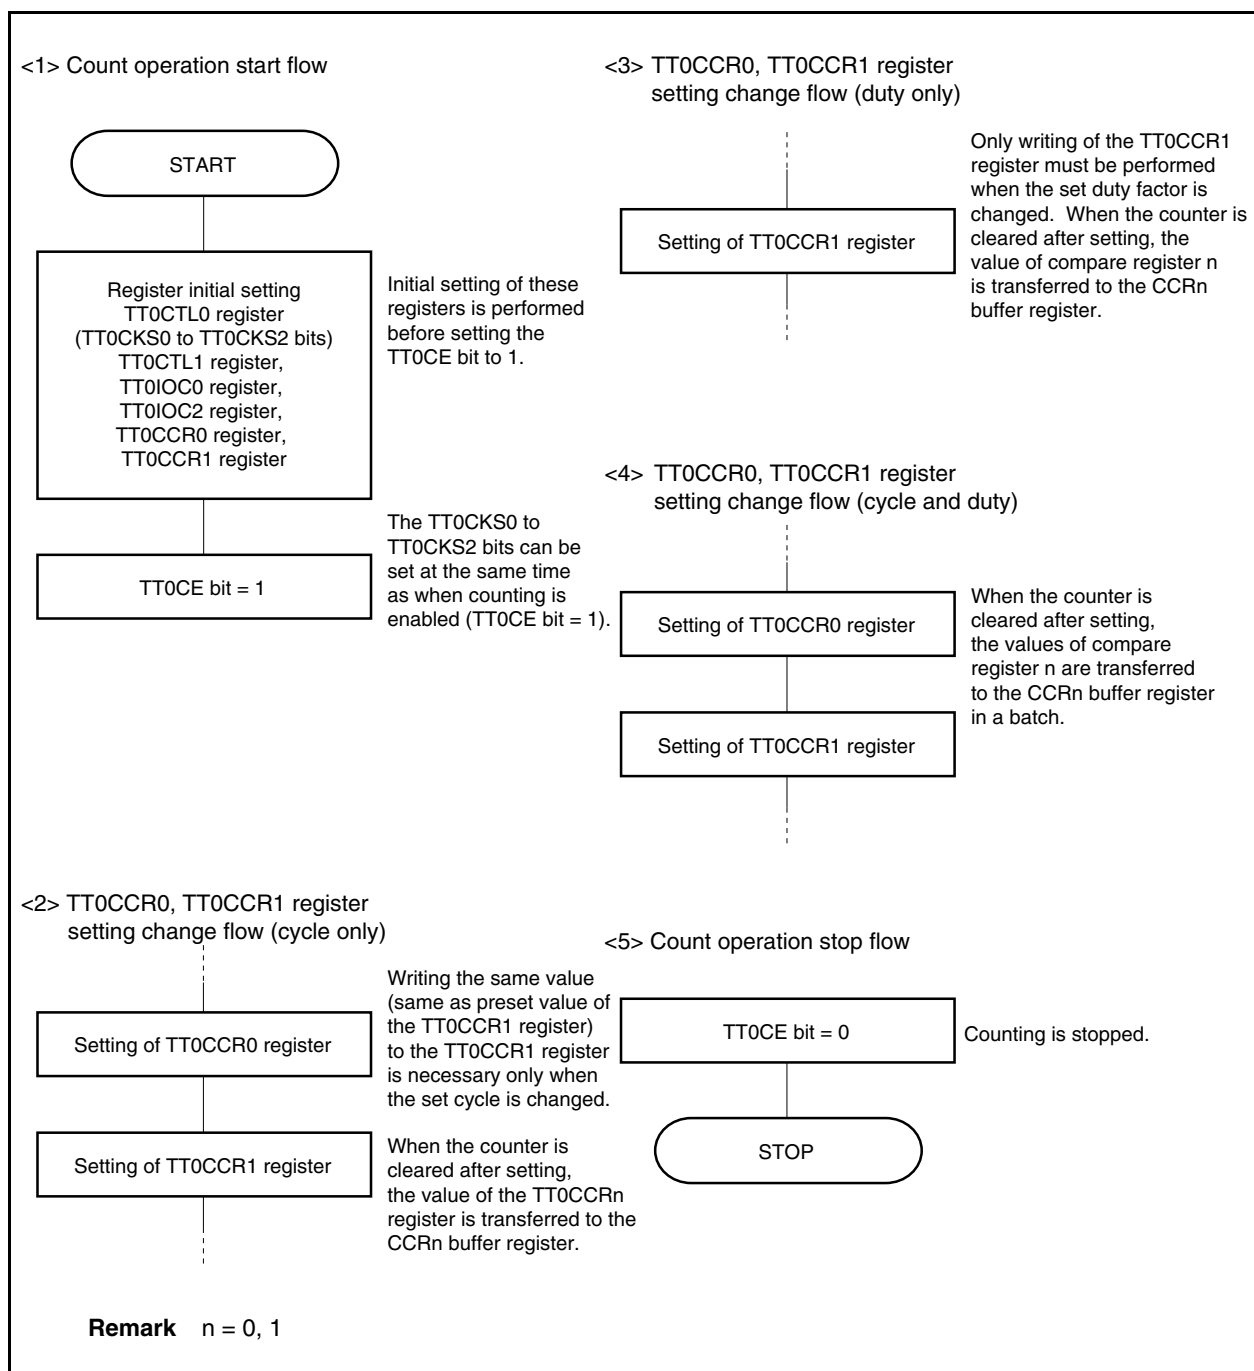 <1> Count operation start flow
START
Register initial setting
TT0CTL0 register
(TT0CKS0 to TT0CKS2 bits)
TT0CTL1 register,
TT0IOC0 register,
TT0IOC2 register,
TT0CCR0 register,
TT0CCR1 register
Initial setting of these
registers is performed
before setting the
TT0CE bit to 1.
TT0CE bit = 1
The TT0CKS0 to
TT0CKS2 bits can be
set at the same time
as when counting is
enabled (TT0CE bit = 1).
<2> TT0CCR0, TT0CCR1 register
setting change flow (cycle only)
Setting of TT0CCR0 register
Writing the same value
(same as preset value of
the TT0CCR1 register)
to the TT0CCR1 register
is necessary only when
the set cycle is changed.
Setting of TT0CCR1 register
When the counter is
cleared after setting,
the value of the TT0CCRn
register is transferred to the
CCRn buffer register.
<3> TT0CCR0, TT0CCR1 register
setting change flow (duty only)
Setting of TT0CCR1 register
Only writing of the TT0CCR1
register must be performed
when the set duty factor is
changed. When the counter is
cleared after setting, the
value of compare register n
is transferred to the CCRn
buffer register.
<4> TT0CCR0, TT0CCR1 register
setting change flow (cycle and duty)
Setting of TT0CCR0 register
When the counter is
cleared after setting,
the values of compare
register n are transferred
to the CCRn buffer register
in a batch.
Setting of TT0CCR1 register
<5> Count operation stop flow
TT0CE bit = 0
Counting is stopped.
STOP
Remark n = 0, 1